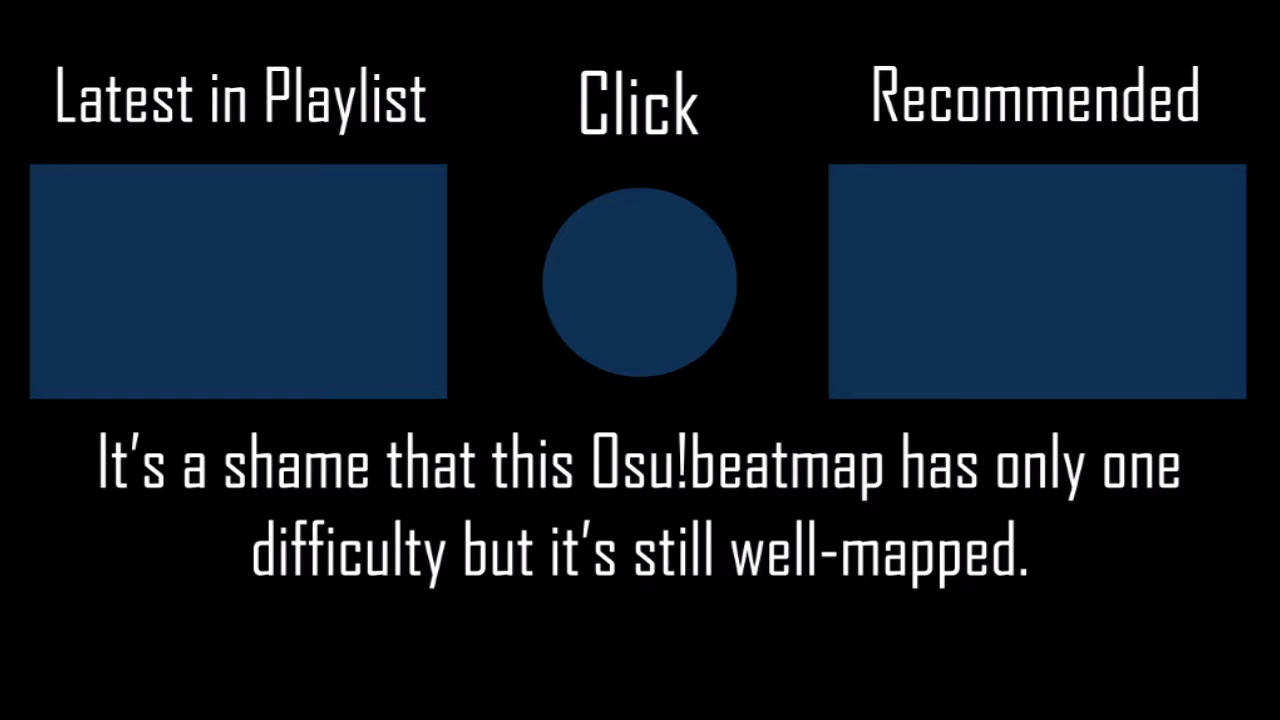 Latest in Playlist
Click
Recommended
It's a shame that this Osu!beatmap has only one
difficulty but it's still well-mapped.